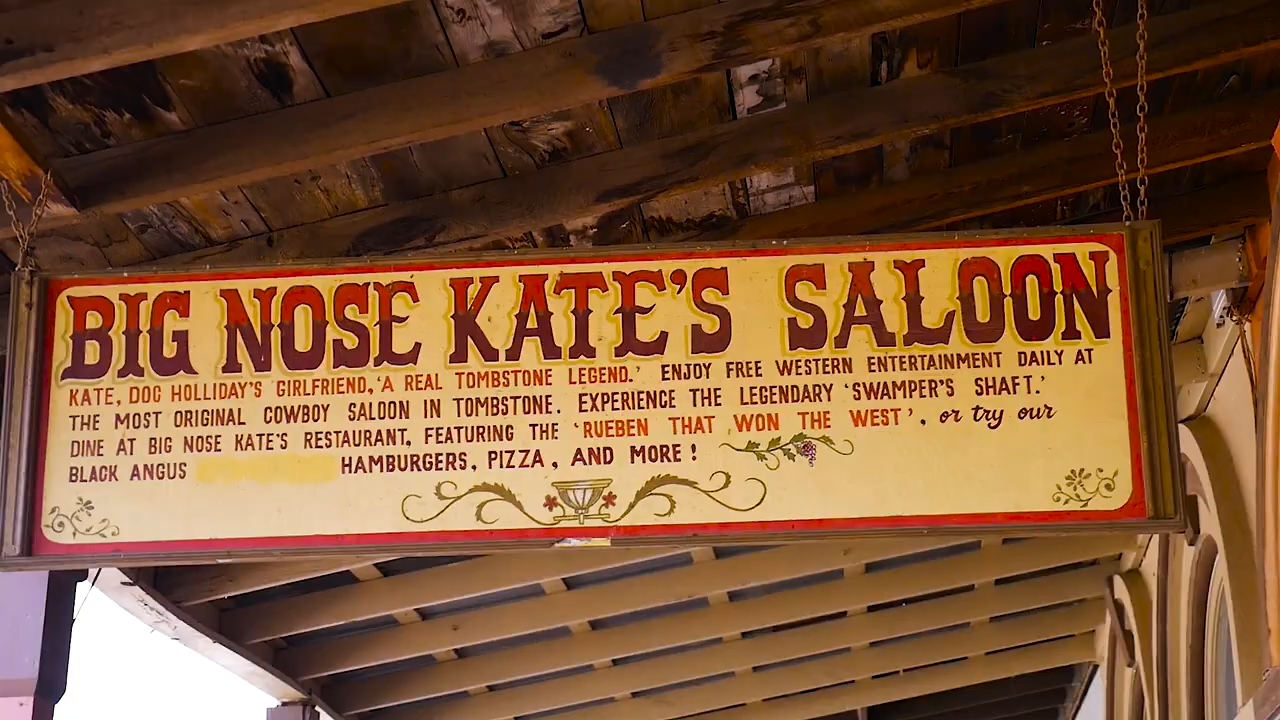 BIG NOSE KATE'S SALOON
KATE, DOC HOLLIDAY'S GIRLFRIEND, 'A REAL TOMBSTONE LEGEND.' ENJOY FREE WESTERN ENTERTAINMENT DAILY AT
THE MOST ORIGINAL COWBOY SALOON IN TOMBSTONE. EXPERIENCE THE LEGENDARY 'SWAMPER'S SHAFT.'
DINE AT BIG NOSE KATE'S RESTAURANT, FEATURING THE 'RUEBEN THAT WON THE WEST', or try our
BLACK ANGUS HAMBURGERS, PIZZA, AND MORE!